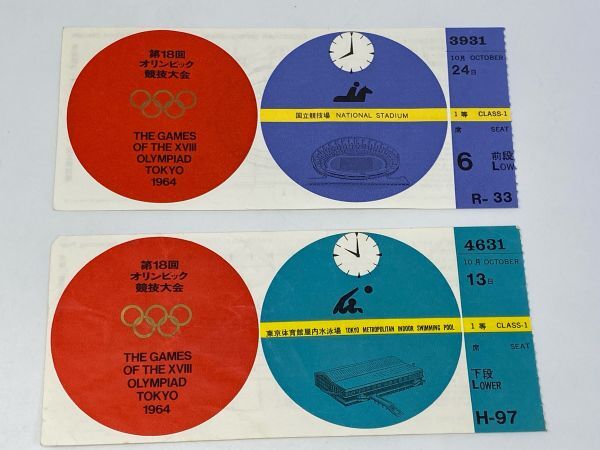 第18回
オリンピック
競技大会
THE GAMES
OF THE XVIII
OLYMPIAD
TOKYO
1964
国立競技場 NATIONAL STADIUM
3931
10月 OCTOBER
24日
1等 CLASS-1
席 SEAT
6 前段
R-33
第18回
オリンピック
競技大会
THE GAMES
OF THE XVIII
OLYMPIAD
TOKYO
1964
東京体育館屋内水泳場 TOKYO METROPOLITAN INDOOR SWIMMING POOL
4631
10月 OCTOBER
13日
1等 CLASS-1
席 SEAT
下段
LOWER
H-97